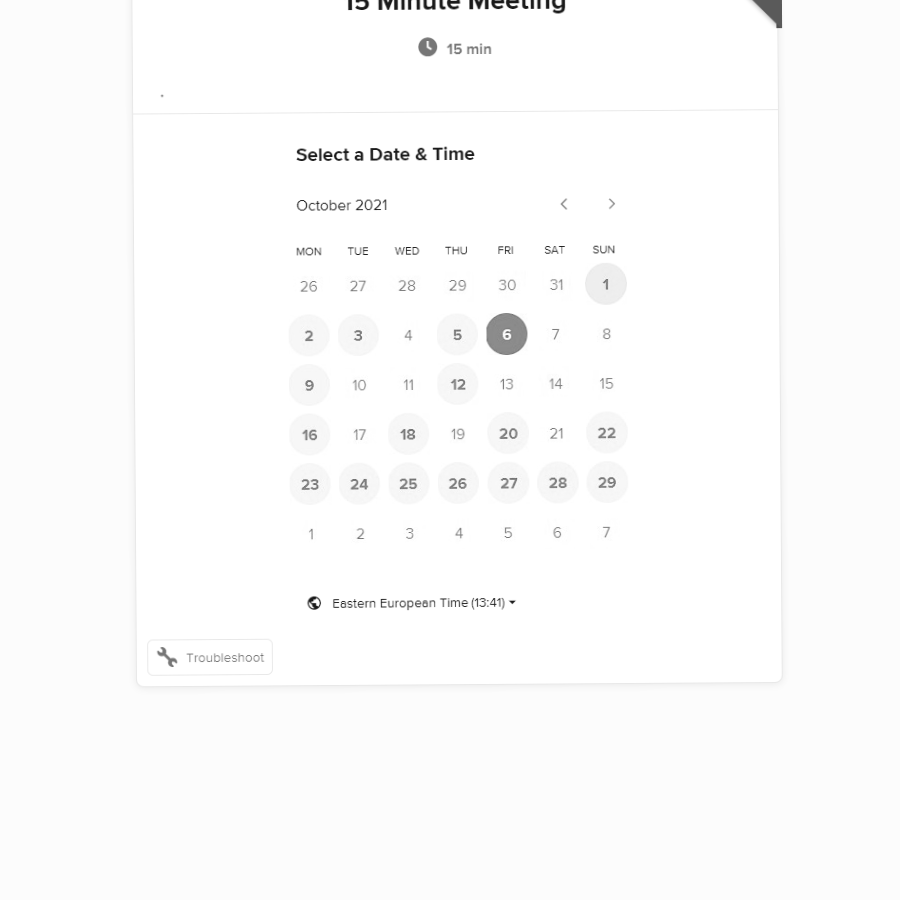 15 Minute Meeting
15 min
.
Select a Date & Time
October 2021
MON TUE WED THU FRI SAT SUN
26 27 28 29 30 31 1
2 3 4 5 6 7 8
9 10 11 12 13 14 15
16 17 18 19 20 21 22
23 24 25 26 27 28 29
1 2 3 4 5 6 7
Eastern European Time (13:41)
Troubleshoot